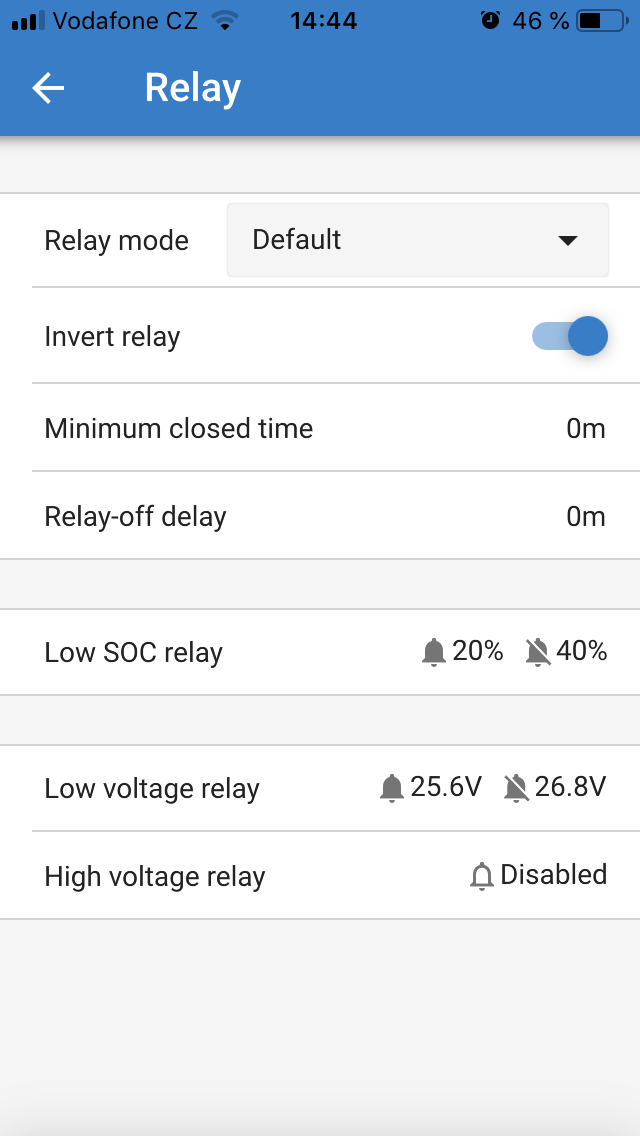 Vodafone CZ 14:44 46 %
Relay
Relay mode Default
Invert relay
Minimum closed time 0m
Relay-off delay 0m
Low SOC relay 20% 40%
Low voltage relay 25.6V 26.8V
High voltage relay Disabled